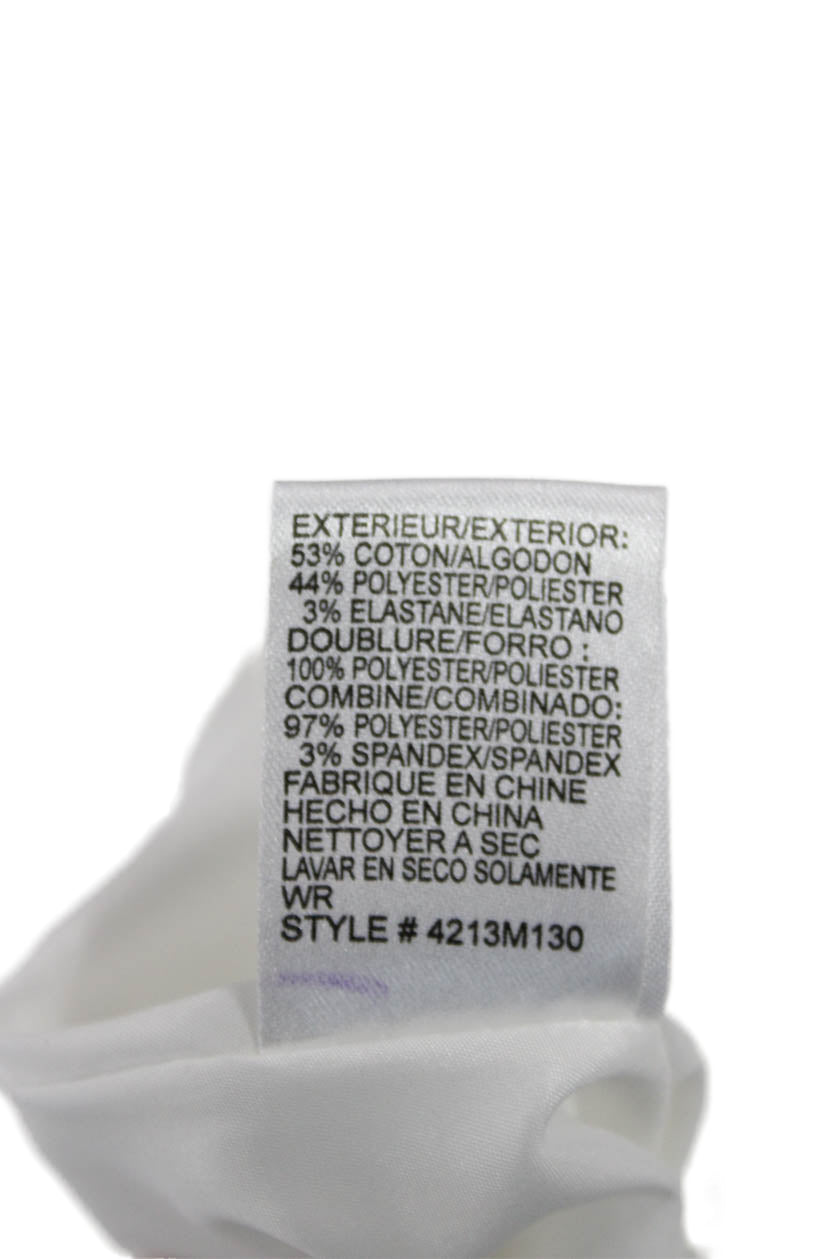 EXTERIEUR/EXTERIOR:
53% COTON/ALGODON
44% POLYESTER/POLIESTER
3% ELASTANE/ELASTANO
DOUBLURE/FORRO :
100% POLYESTER/POLIESTER
COMBINE/COMBINADO:
97% POLYESTER/POLIESTER
3% SPANDEX/SPANDEX
FABRIQUE EN CHINE
HECHO EN CHINA
NETTOYER A SEC
LAVAR EN SECO SOLAMENTE
WR
STYLE # 4213M130